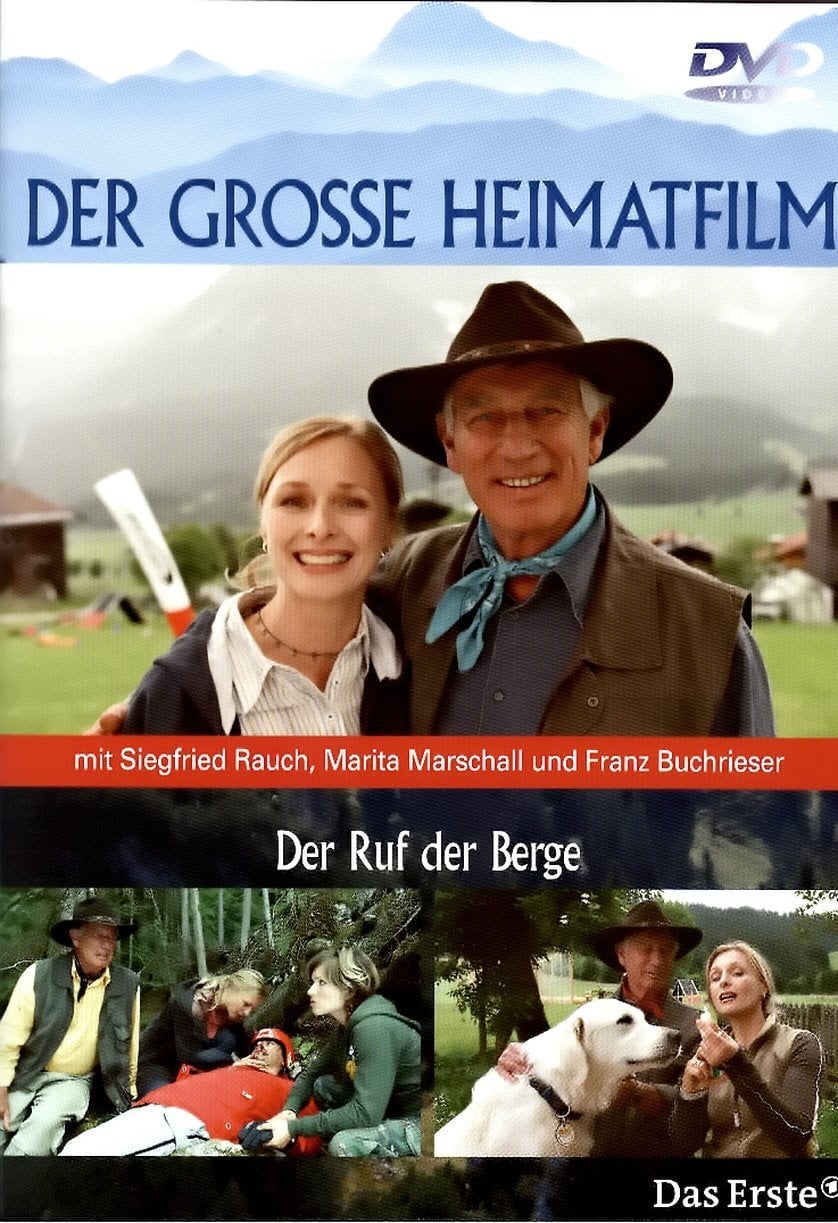 DVD
VIDEO
DER GROSSE HEIMATFILM
mit Siegfried Rauch, Marita Marschall und Franz Buchrieser
Der Ruf der Berge
Das Erste